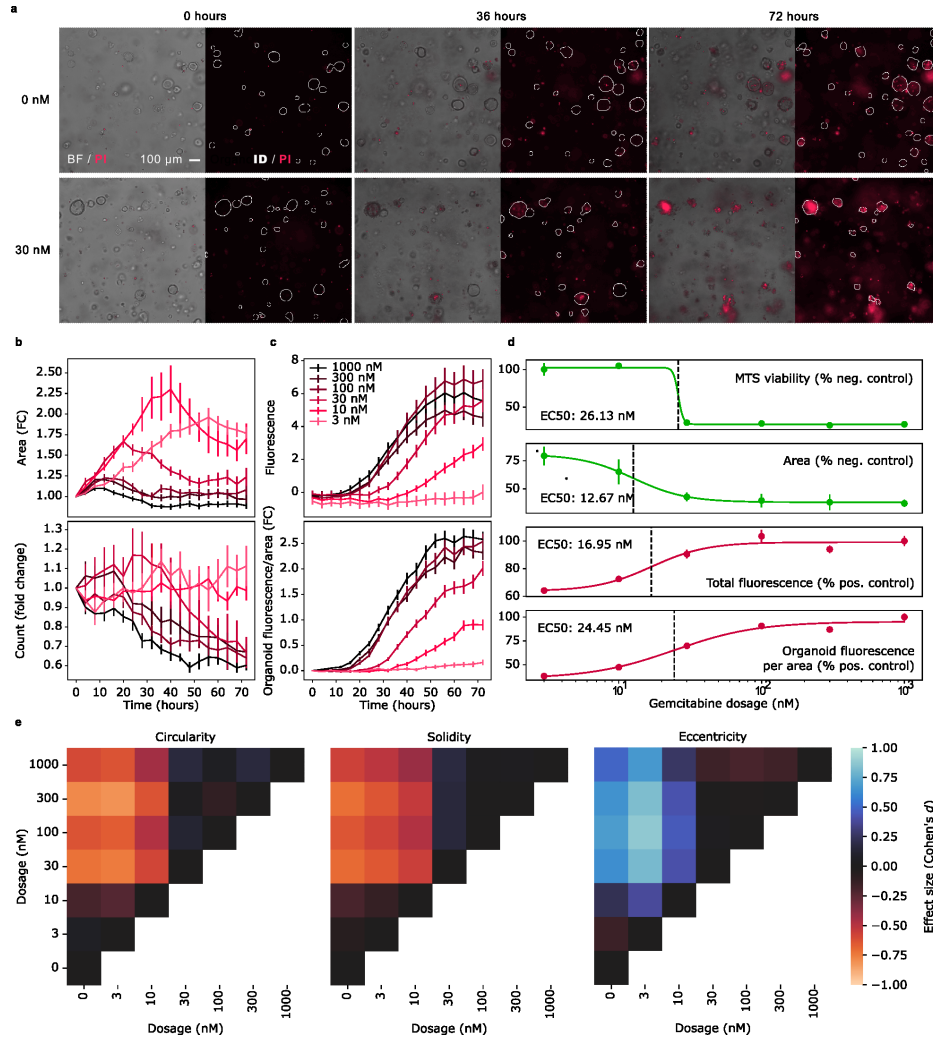 a
0 hours
36 hours
72 hours
0 nM
BF / PI
100 µm
ID / PI
30 nM
b
Area (FC)
2.50
2.25
2.00
1.75
1.50
1.25
1.00
Count (fold change)
1.3
1.2
1.1
1.0
0.9
0.8
0.7
0.6
0 10 20 30 40 50 60 70
Time (hours)
c
Fluorescence
8
6
4
2
0
1000 nM
300 nM
100 nM
30 nM
10 nM
3 nM
Organoid fluorescence/area (FC)
2.5
2.0
1.5
1.0
0.5
0.0
0 10 20 30 40 50 60 70
Time (hours)
d
100
50
MTS viability (% neg. control)
EC50: 26.13 nM
75
50
Area (% neg. control)
EC50: 12.67 nM
100
80
60
EC50: 16.95 nM
Total fluorescence (% pos. control)
100
50
EC50: 24.45 nM
Organoid fluorescence
per area (% pos. control)
10¹ 10² 10³
Gemcitabine dosage (nM)
e
Circularity
Solidity
Eccentricity
Dosage (nM)
1000
300
100
30
10
3
0
0 3 10 30 100 300 1000
Dosage (nM)
0 3 10 30 100 300 1000
Dosage (nM)
0 3 10 30 100 300 1000
Dosage (nM)
1.00
0.75
0.50
0.25
0.00
−0.25
−0.50
−0.75
−1.00
Effect size (Cohen's d)